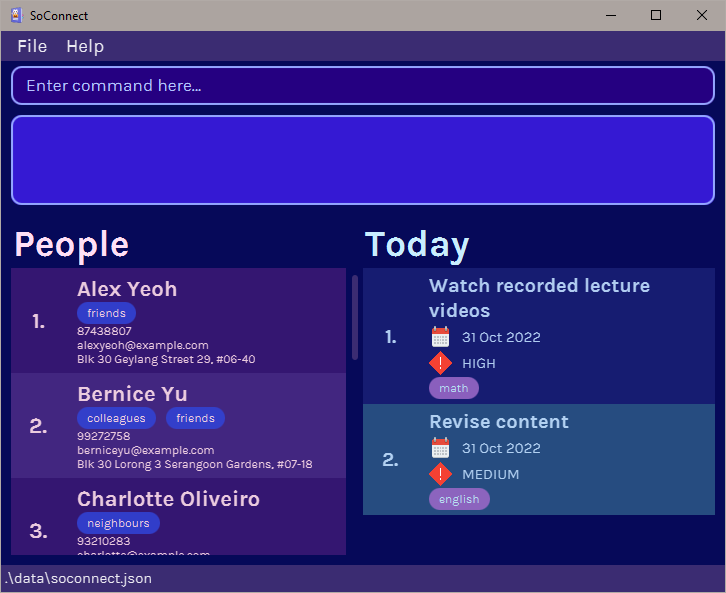 SoConnect
File Help
Enter command here...
People
1.
Alex Yeoh
friends
87438807
alexyeoh@example.com
Blk 30 Geylang Street 29, #06-40
2.
Bernice Yu
colleagues friends
99272758
berniceyu@example.com
Blk 30 Lorong 3 Serangoon Gardens, #07-18
3.
Charlotte Oliveiro
neighbours
93210283
charlotte@example.com
Today
1.
Watch recorded lecture
videos
31 Oct 2022
HIGH
math
2.
Revise content
31 Oct 2022
MEDIUM
english
.\data\soconnect.json